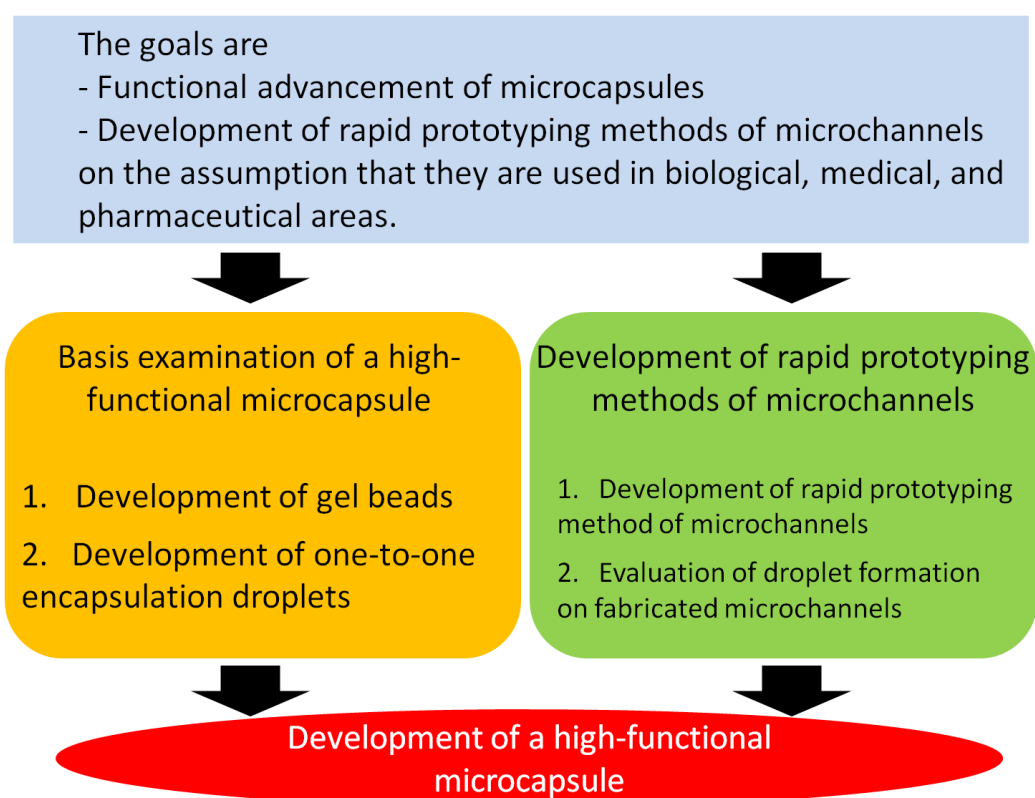 The goals are
- Functional advancement of microcapsules
- Development of rapid prototyping methods of microchannels
on the assumption that they are used in biological, medical, and
pharmaceutical areas.
Basis examination of a high-
functional microcapsule
1. Development of gel beads
2. Development of one-to-one
encapsulation droplets
Development of rapid prototyping
methods of microchannels
1. Development of rapid prototyping
method of microchannels
2. Evaluation of droplet formation
on fabricated microchannels
Development of a high-functional
microcapsule